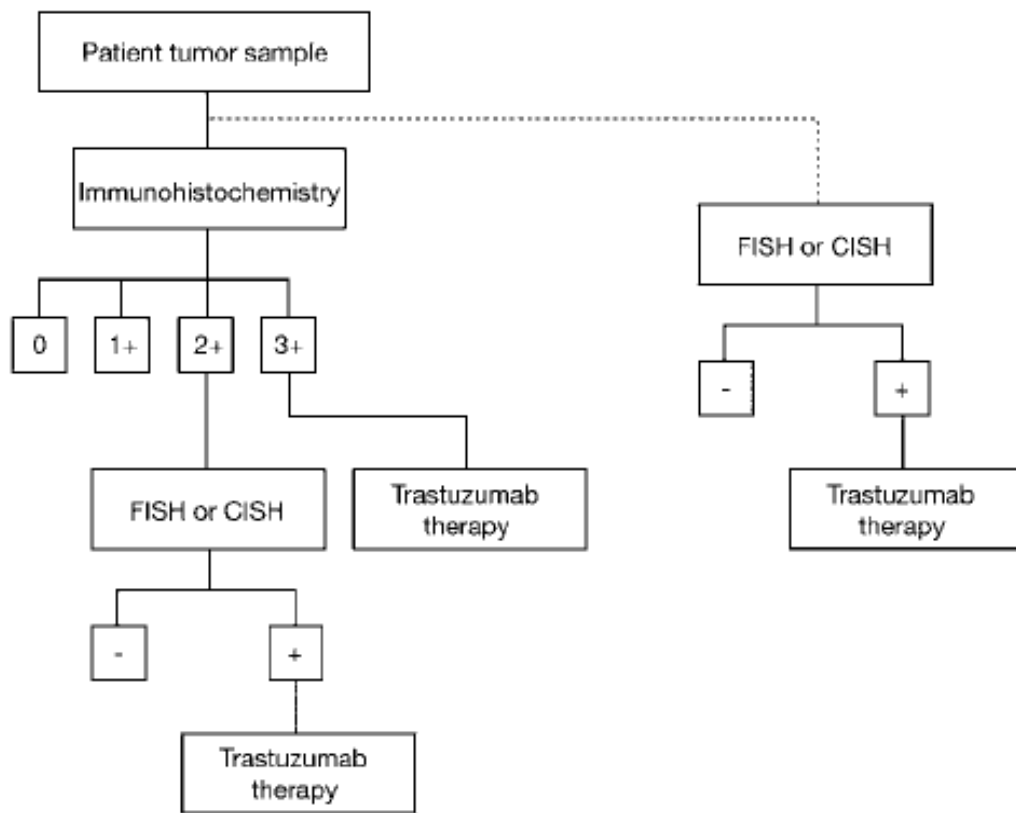 Patient tumor sample
Immunohistochemistry
FISH or CISH
0
1+
2+
3+
-
+
FISH or CISH
Trastuzumab
therapy
Trastuzumab
therapy
-
+
Trastuzumab
therapy